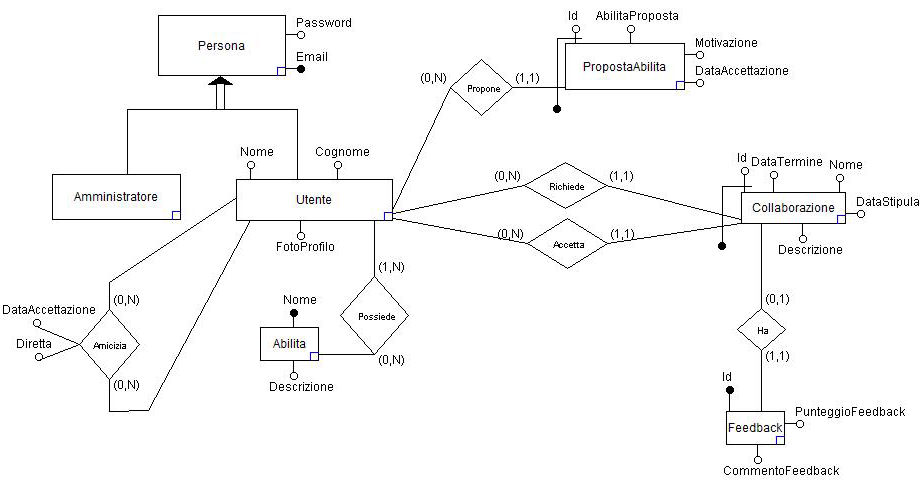 Persona
Password
Email
Id
AbilitaProposta
PropostaAbilita
Motivazione
DataAccettazione
(0,N)
Propone
(1,1)
Amministratore
Nome
Cognome
Utente
FotoProfilo
(0,N)
Richiede
(1,1)
(0,N)
Accetta
(1,1)
Id
DataTermine
Nome
Collaborazione
DataStipula
Descrizione
(0,N)
DataAccettazione
Diretta
Amicizia
(0,N)
(1,N)
Possiede
(0,N)
Nome
Abilita
Descrizione
(0,1)
Ha
(1,1)
Id
Feedback
PunteggioFeedback
CommentoFeedback